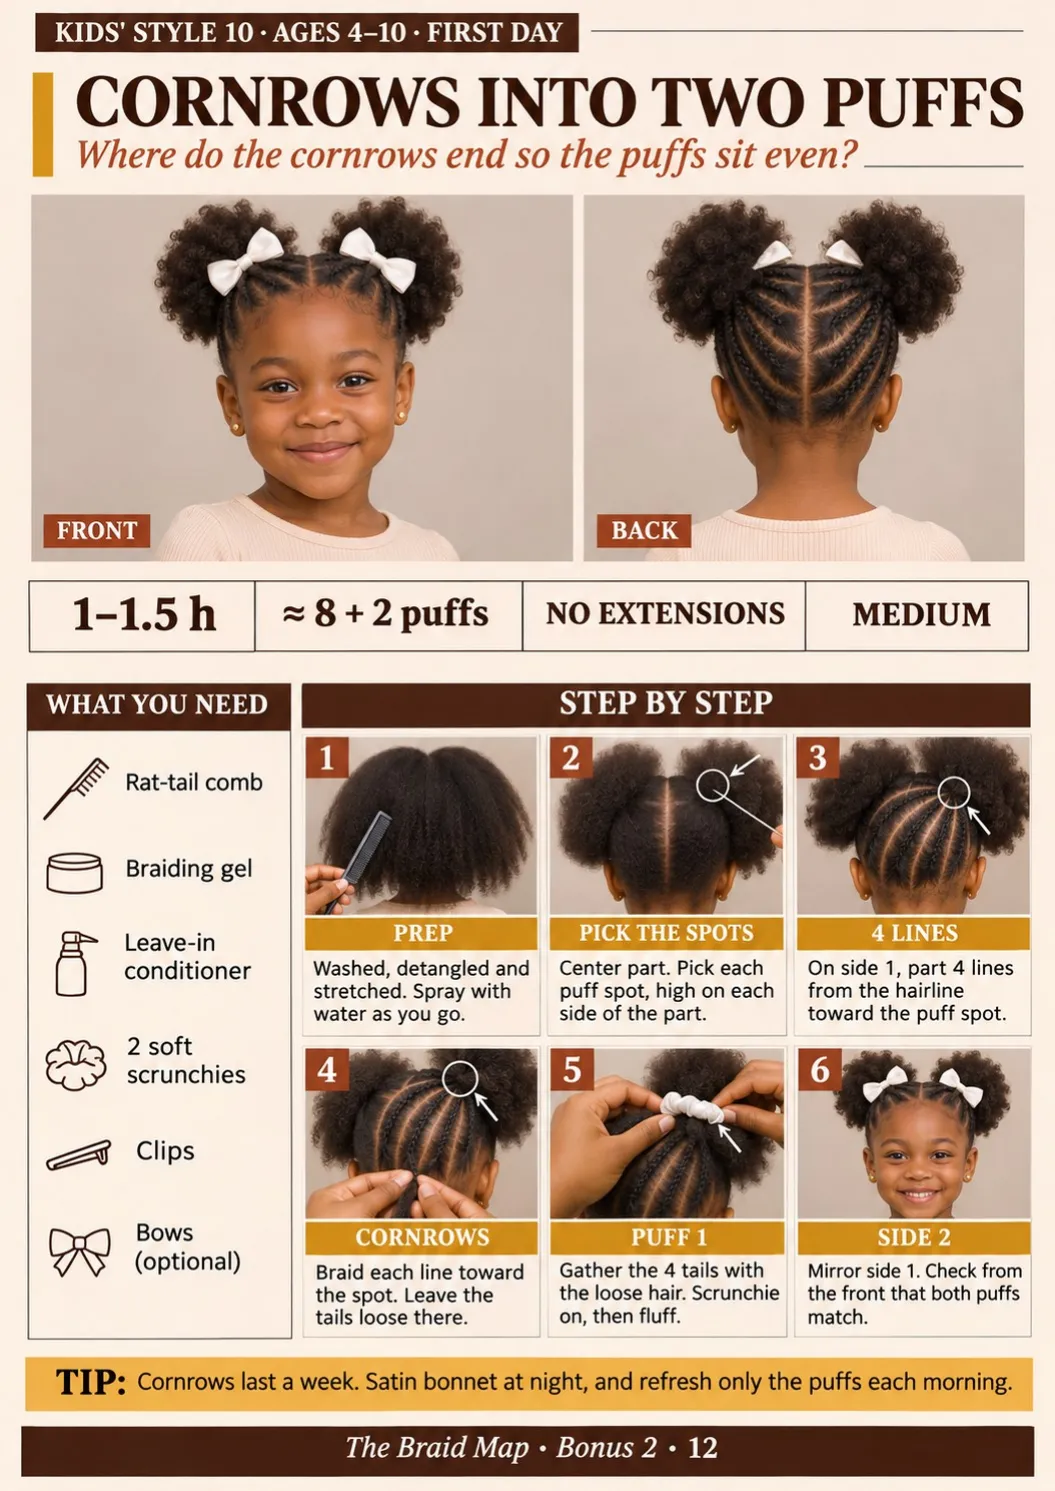 KIDS' STYLE 10 · AGES 4–10 · FIRST DAY
CORNROWS INTO TWO PUFFS
Where do the cornrows end so the puffs sit even?
FRONT
BACK
1–1.5 h
≈ 8 + 2 puffs
NO EXTENSIONS
MEDIUM
WHAT YOU NEED
Rat-tail comb
Braiding gel
Leave-in
conditioner
2 soft
scrunchies
Clips
Bows
(optional)
STEP BY STEP
1
PREP
Washed, detangled and
stretched. Spray with
water as you go.
2
PICK THE SPOTS
Center part. Pick each
puff spot, high on each
side of the part.
3
4 LINES
On side 1, part 4 lines
from the hairline
toward the puff spot.
4
CORNROWS
Braid each line toward
the spot. Leave the
tails loose there.
5
PUFF 1
Gather the 4 tails with
the loose hair. Scrunchie
on, then fluff.
6
SIDE 2
Mirror side 1. Check from
the front that both puffs
match.
TIP: Cornrows last a week. Satin bonnet at night, and refresh only the puffs each morning.
The Braid Map · Bonus 2 · 12